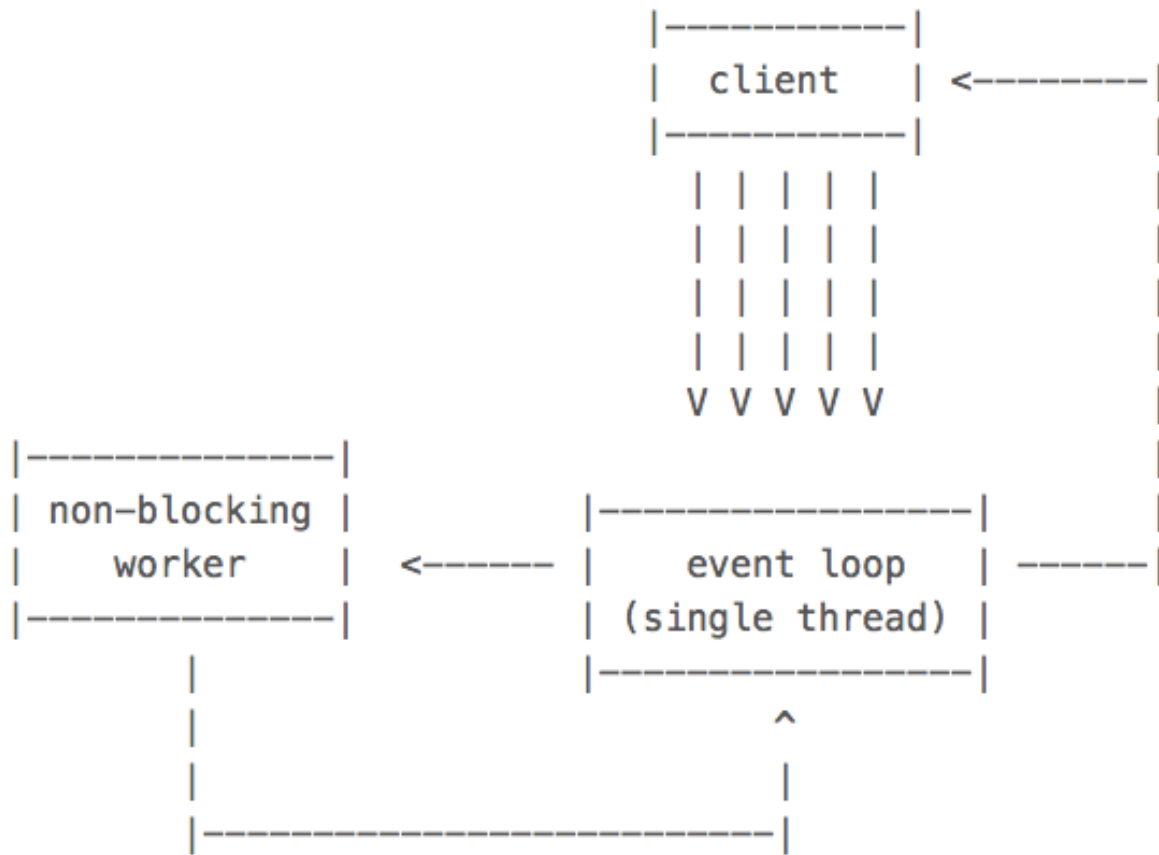 client
non-blocking
worker
event loop
(single thread)